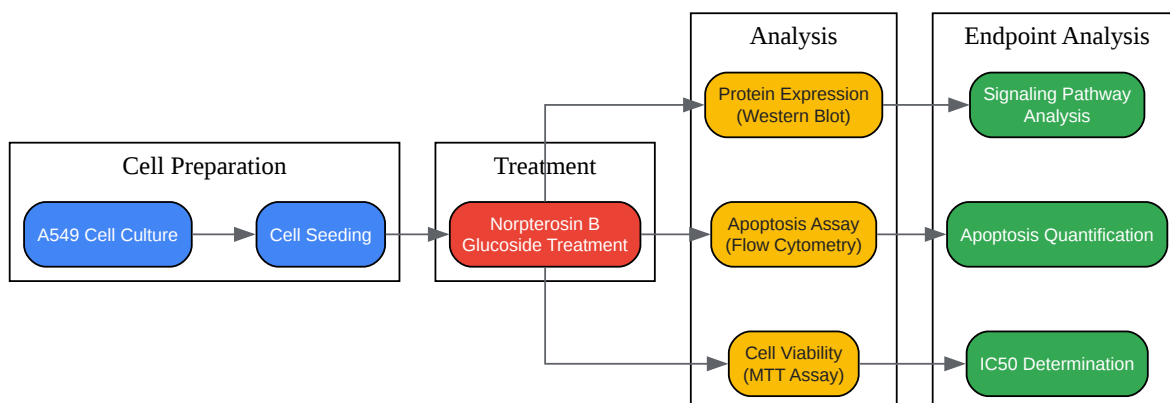 Cell Preparation
A549 Cell Culture
Cell Seeding
Treatment
Norpterosin B
Glucoside Treatment
Analysis
Protein Expression
(Western Blot)
Apoptosis Assay
(Flow Cytometry)
Cell Viability
(MTT Assay)
Endpoint Analysis
Signaling Pathway
Analysis
Apoptosis Quantification
IC50 Determination